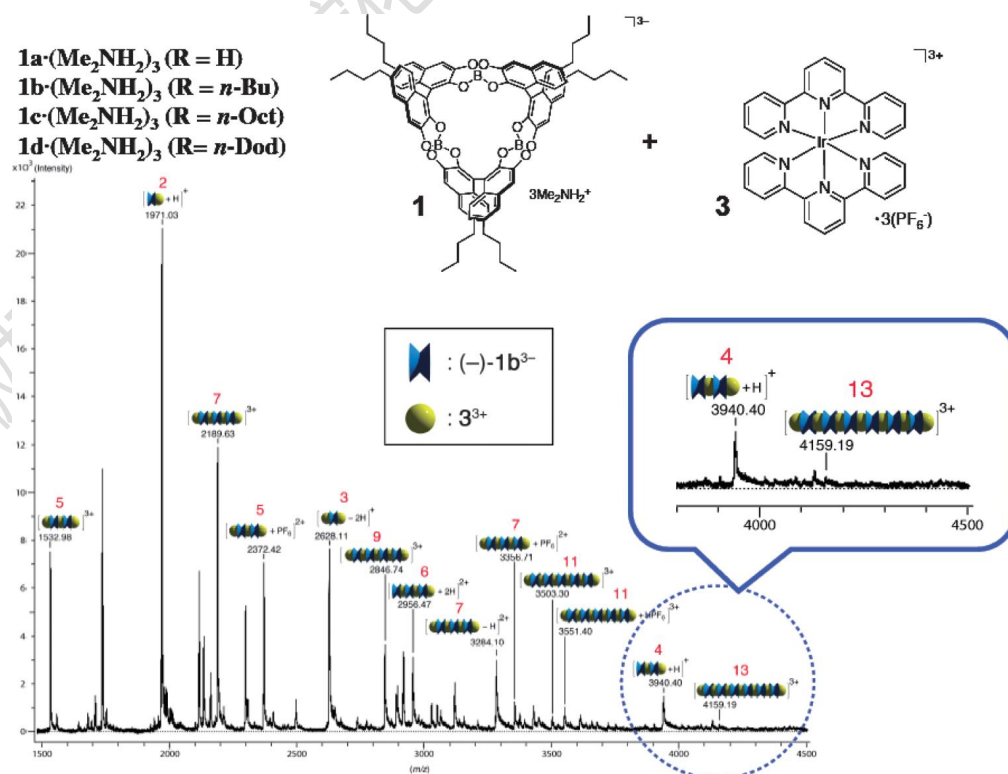 1a·(Me₂NH₂)₃ (R = H)
1b·(Me₂NH₂)₃ (R = n-Bu)
1c·(Me₂NH₂)₃ (R = n-Oct)
1d·(Me₂NH₂)₃ (R= n-Dod)
3−
B
O
O
O
O
O
O
B
O
O
B
O
O
O
O
1
3Me₂NH₂⁺
+
3+
N
N
N
Ir
N
N
N
3
·3(PF₆⁻)
x10³ (Intensity)
22
20
18
16
14
12
10
8
6
4
2
0
1500
2000
2500
3000
3500
4000
4500
(m/z)
5
[ ]³⁺
1532.98
2
[ + H]⁺
1971.03
7
[ ]³⁺
2189.63
5
[ + PF₆]²⁺
2372.42
3
[ − 2H]⁺
2628.11
9
[ ]³⁺
2846.74
6
[ + 2H]²⁺
2956.47
7
[ − H]²⁺
3284.10
7
[ + PF₆]²⁺
3356.71
11
[ ]³⁺
3503.30
11
[ + HPF₆]³⁺
3551.40
4
[ +H]⁺
3940.40
13
[ ]³⁺
4159.19
: (−)-1b³⁻
: 3³⁺
4
[ +H]⁺
3940.40
13
[ ]³⁺
4159.19
4000
4500